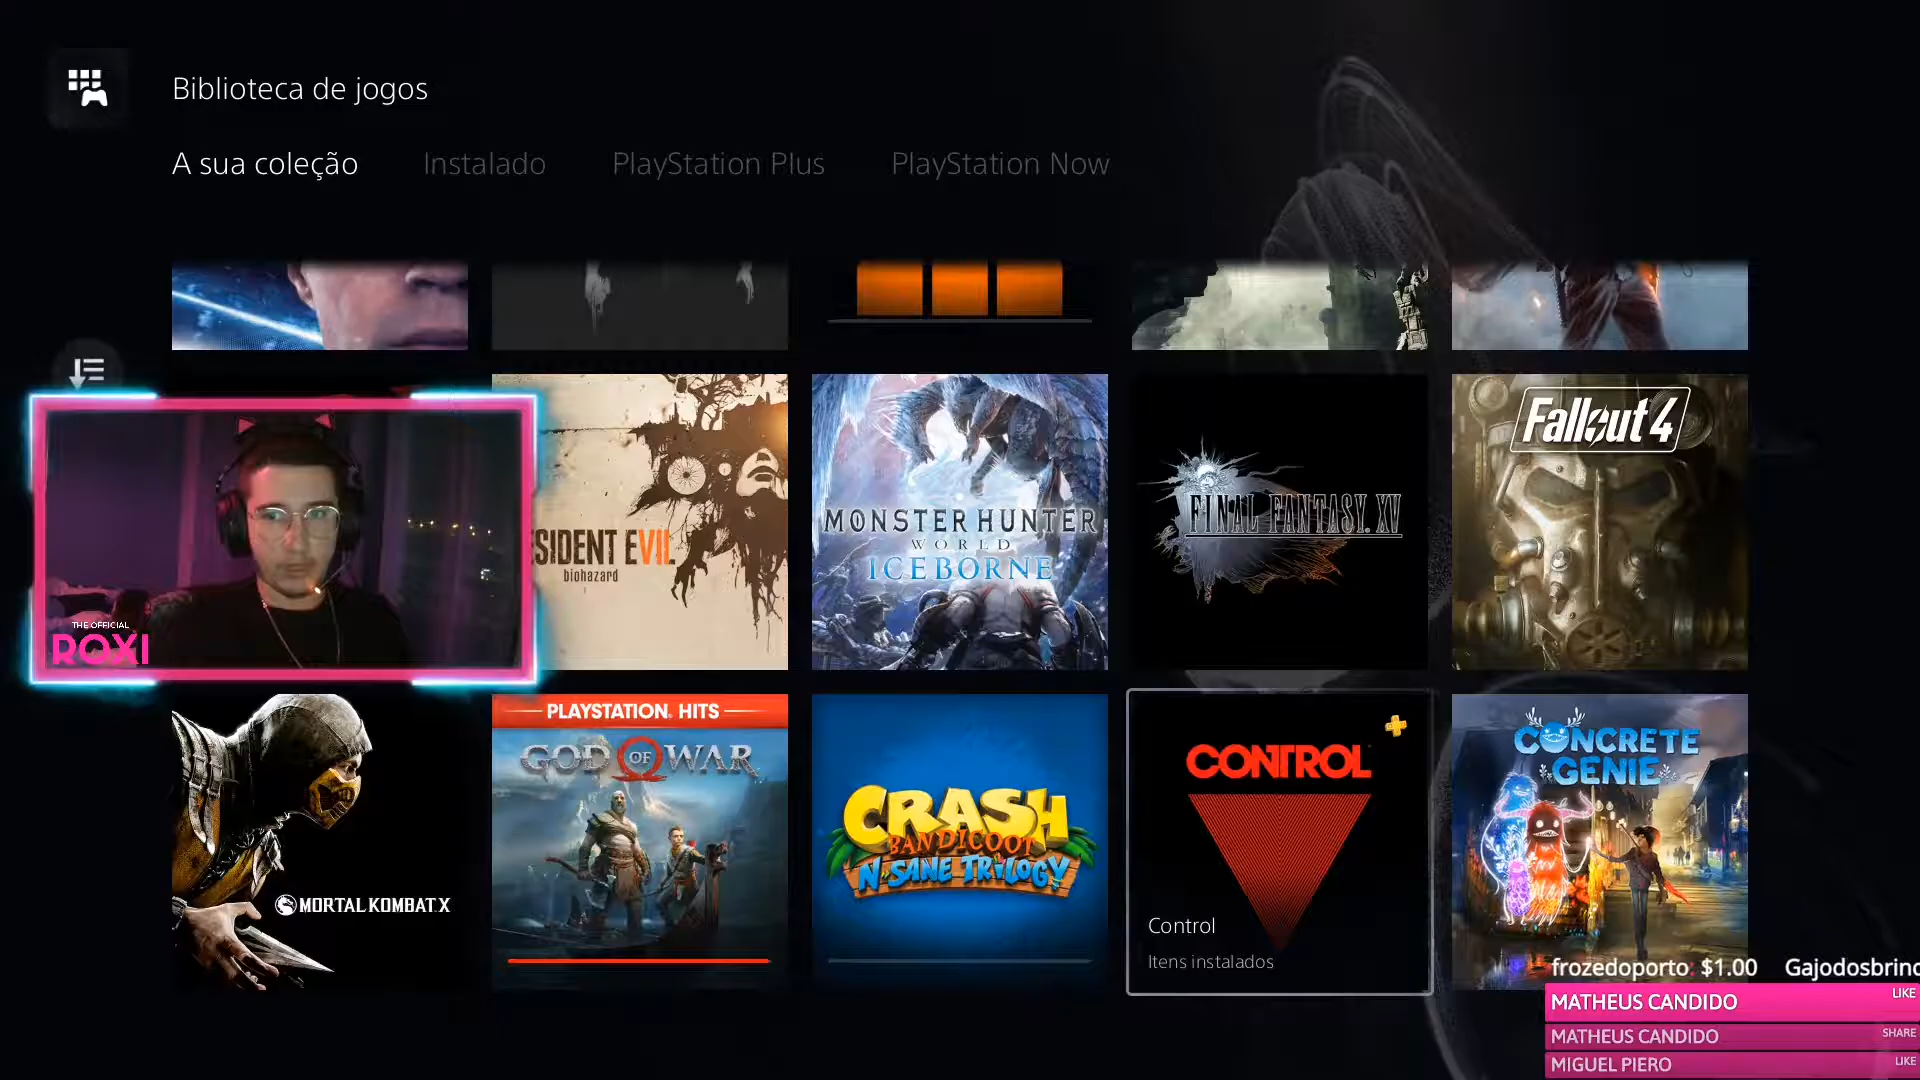 Biblioteca de jogos
A sua coleção
Instalado
PlayStation Plus
PlayStation Now
THE OFFICIAL
ROXI
SIDENT EVIL
biohazard
MONSTER HUNTER
WORLD
ICEBORNE
FINAL FANTASY XV
Fallout 4
MORTAL KOMBAT X
PLAYSTATION HITS
GOD OF WAR
CRASH
BANDICOOT
N. SANE TRILOGY
CONTROL
Control
Itens instalados
CONCRETE
GENIE
frozedoporto: $1.00 Gajodosbrinc
MATHEUS CANDIDO LIKE
MATHEUS CANDIDO SHARE
MIGUEL PIERO LIKE